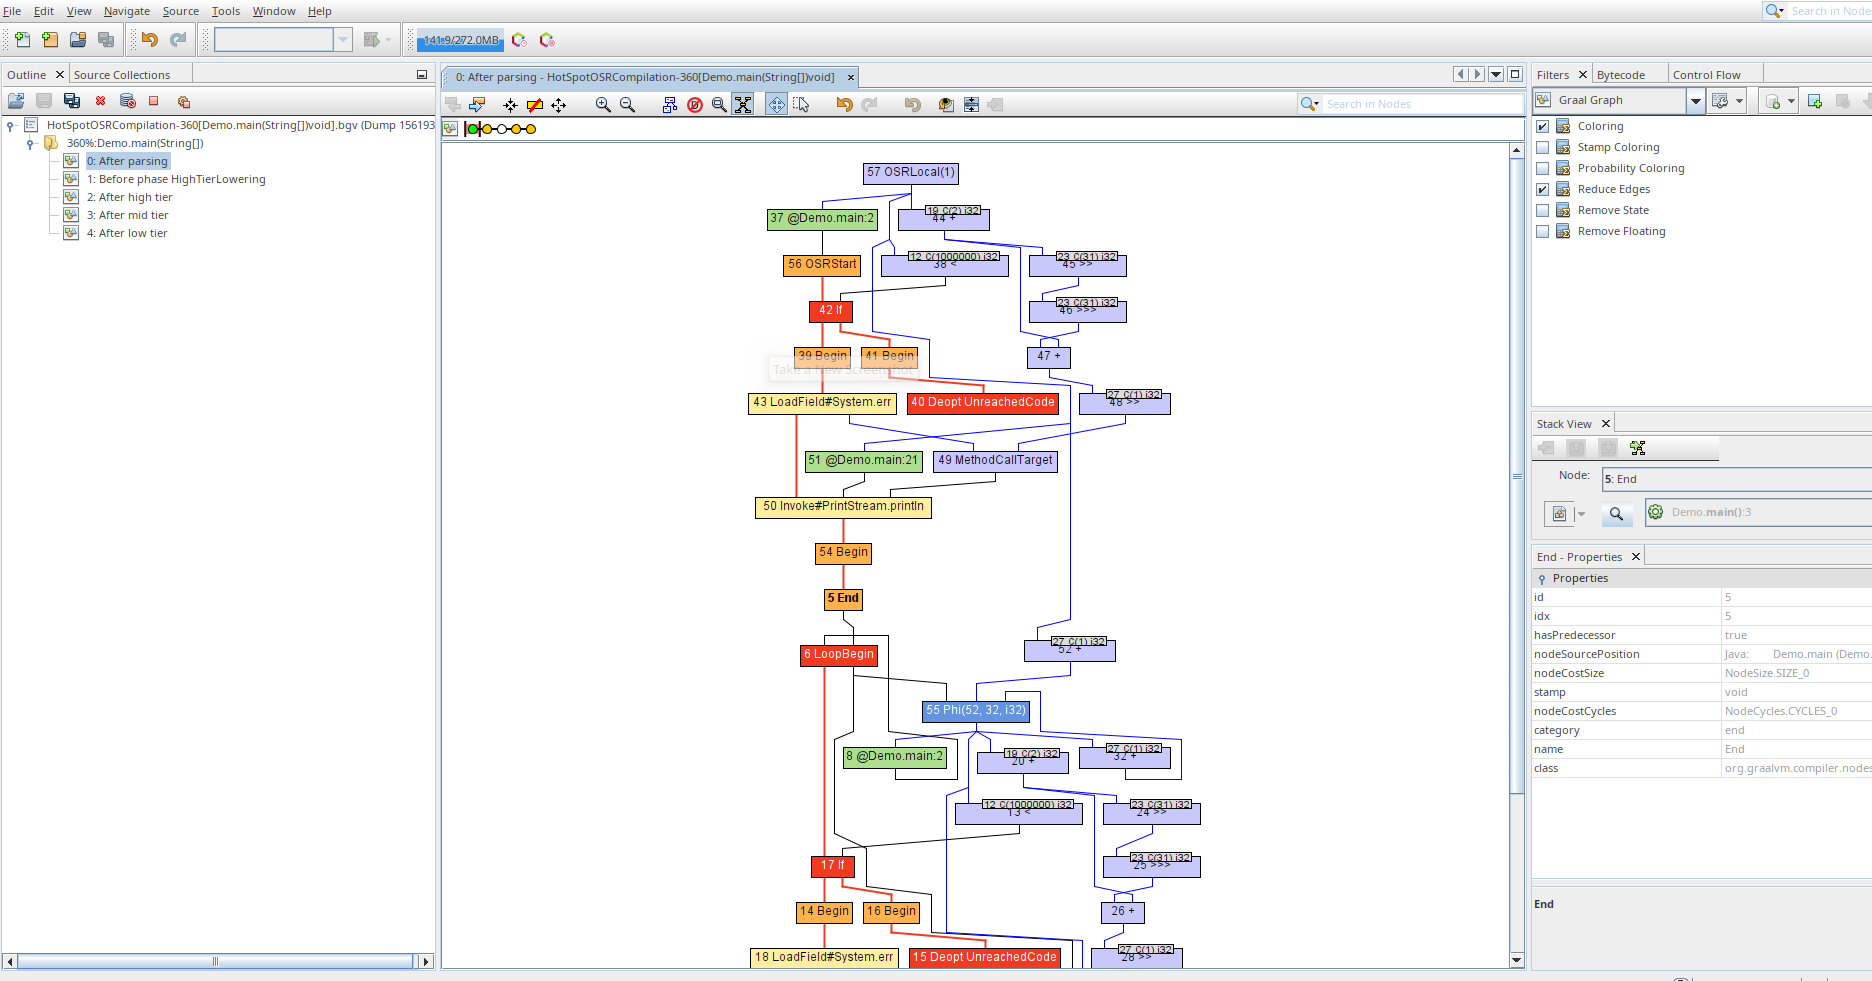 File Edit View Navigate Source Tools Window Help
Search in Node
141.9/272.0MB
Outline
Source Collections
HotSpotOSRCompilation-360[Demo.main(String[])void].bgv (Dump 156193
360%:Demo.main(String[])
0: After parsing
1: Before phase HighTierLowering
2: After high tier
3: After mid tier
4: After low tier
0: After parsing - HotSpotOSRCompilation-360[Demo.main(String[])void]
Search in Nodes
57 OSRLocal(1)
37 @Demo.main:2
19 C(2) i32
44 +
56 OSRStart
12 C(1000000) i32
38 <
23 C(31) i32
45 >>
42 If
23 C(31) i32
46 >>>
39 Begin
41 Begin
47 +
Take a New Screenshot
43 LoadField#System.err
40 Deopt UnreachedCode
27 C(1) i32
48 >>
51 @Demo.main:21
49 MethodCallTarget
50 Invoke#PrintStream.println
54 Begin
5 End
6 LoopBegin
27 C(1) i32
52 +
55 Phi(52, 32, i32)
8 @Demo.main:2
19 C(2) i32
20 +
27 C(1) i32
32 +
12 C(1000000) i32
13 <
23 C(31) i32
24 >>
17 If
23 C(31) i32
25 >>>
14 Begin
16 Begin
26 +
18 LoadField#System.err
15 Deopt UnreachedCode
27 C(1) i32
28 >>
Filters
Bytecode
Control Flow
Graal Graph
Coloring
Stamp Coloring
Probability Coloring
Reduce Edges
Remove State
Remove Floating
Stack View
Node:
5: End
Demo.main():3
End - Properties
Properties
id 5
idx 5
hasPredecessor true
nodeSourcePosition Java: Demo.main (Demo.
nodeCostSize NodeSize.SIZE_0
stamp void
nodeCostCycles NodeCycles.CYCLES_0
category end
name End
class org.graalvm.compiler.nodes
End